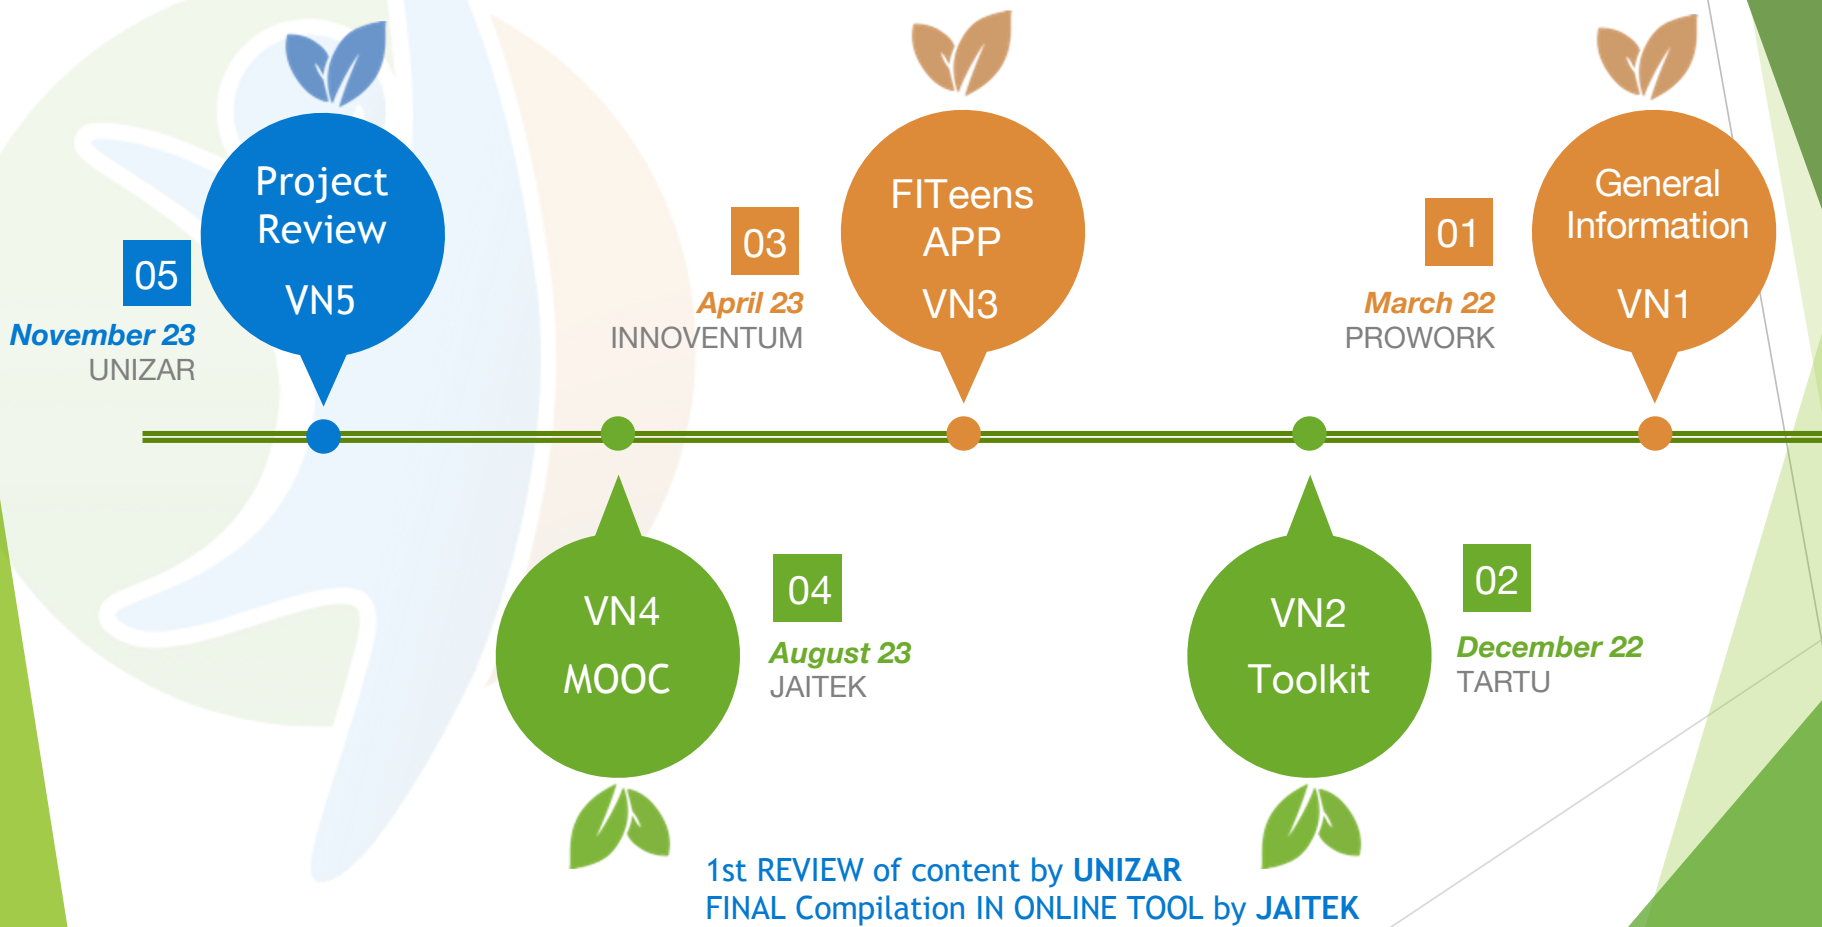 Project
Review
VN5
05
November 23
UNIZAR
FITeens
APP
VN3
03
April 23
INNOVENTUM
General
Information
VN1
01
March 22
PROWORK
VN4
MOOC
04
August 23
JAITEK
VN2
Toolkit
02
December 22
TARTU
1st REVIEW of content by UNIZAR
FINAL Compilation IN ONLINE TOOL by JAITEK